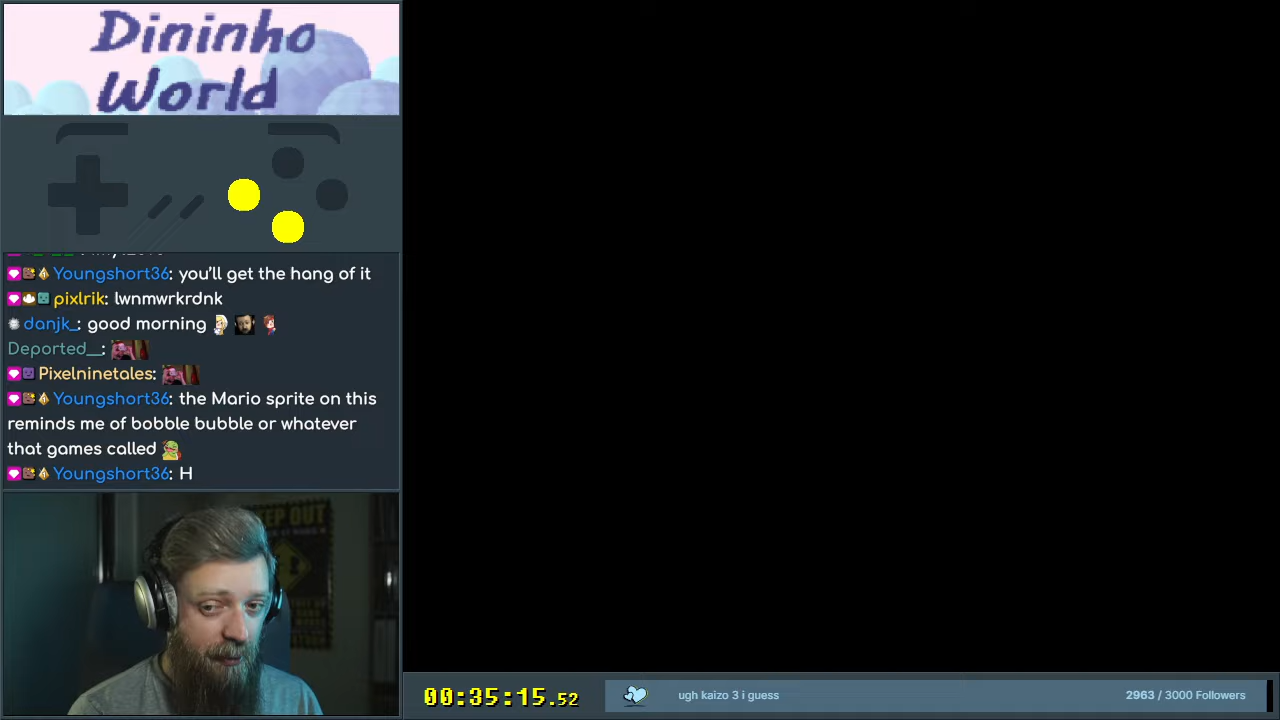 Dininho
World
Youngshort36: you'll get the hang of it
pixlrik: lwnmwrkrdnk
danjk_: good morning
Deported__:
Pixelninetales:
Youngshort36: the Mario sprite on this
reminds me of bobble bubble or whatever
that games called
Youngshort36: H
KEEP OUT
00:35:15.52
ugh kaizo 3 i guess
2963 / 3000 Followers